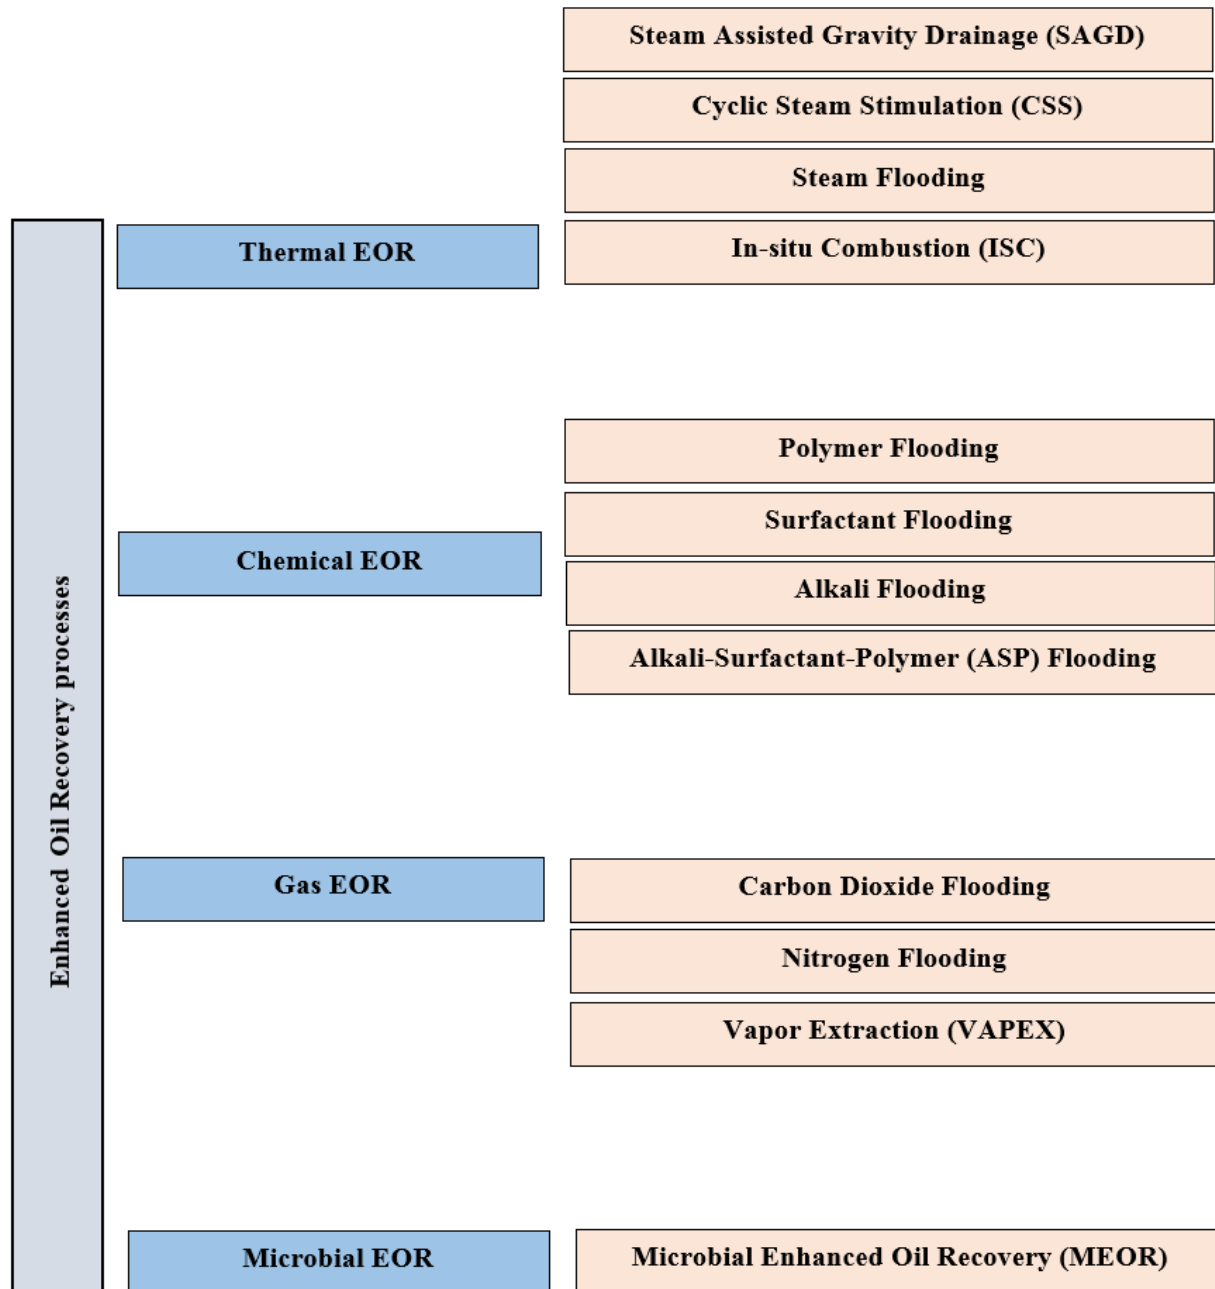 Enhanced Oil Recovery processes
Thermal EOR
Steam Assisted Gravity Drainage (SAGD)
Cyclic Steam Stimulation (CSS)
Steam Flooding
In-situ Combustion (ISC)
Chemical EOR
Polymer Flooding
Surfactant Flooding
Alkali Flooding
Alkali-Surfactant-Polymer (ASP) Flooding
Gas EOR
Carbon Dioxide Flooding
Nitrogen Flooding
Vapor Extraction (VAPEX)
Microbial EOR
Microbial Enhanced Oil Recovery (MEOR)